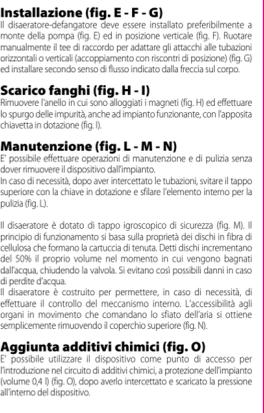 Installazione (fig. E - F - G)
Il disaeratore-defangatore deve essere installato preferibilmente a
monte della pompa (fig. E) ed in posizione verticale (fig. F). Ruotare
manualmente il tee di raccordo per adattare gli attacchi alle tubazioni
orizzontali o verticali (accoppiamento con riscontri di posizione) (fig. G)
ed installare secondo senso di flusso indicato dalla freccia sul corpo.
Scarico fanghi (fig. H - I)
Rimuovere l'anello in cui sono alloggiati i magneti (fig. H) ed effettuare
lo spurgo delle impurità, anche ad impianto funzionante, con l'apposita
chiavetta in dotazione (fig. I).
Manutenzione (fig. L - M - N)
E' possibile effettuare operazioni di manutenzione e di pulizia senza
dover rimuovere il dispositivo dall'impianto.
In caso di necessità, dopo aver intercettato le tubazioni, svitare il tappo
superiore con la chiave in dotazione e sfilare l'elemento interno per la
pulizia (fig. L).
Il disaeratore è dotato di tappo igroscopico di sicurezza (fig. M). Il
principio di funzionamento si basa sulla proprietà dei dischi in fibra di
cellulosa che formano la cartuccia di tenuta. Detti dischi incrementano
del 50% il proprio volume nel momento in cui vengono bagnati
dall'acqua, chiudendo la valvola. Si evitano così possibili danni in caso
di perdite d'acqua.
Il disaeratore è costruito per permettere, in caso di necessità, di
effettuare il controllo del meccanismo interno. L'accessibilità agli
organi in movimento che comandano lo sfiato dell'aria si ottiene
semplicemente rimuovendo il coperchio superiore (fig. N).
Aggiunta additivi chimici (fig. O)
E' possibile utilizzare il dispositivo come punto di accesso per
l'introduzione nel circuito di additivi chimici, a protezione dell'impianto
(volume 0,4 l) (fig. O), dopo averlo intercettato e scaricato la pressione
all'interno del dispositivo.